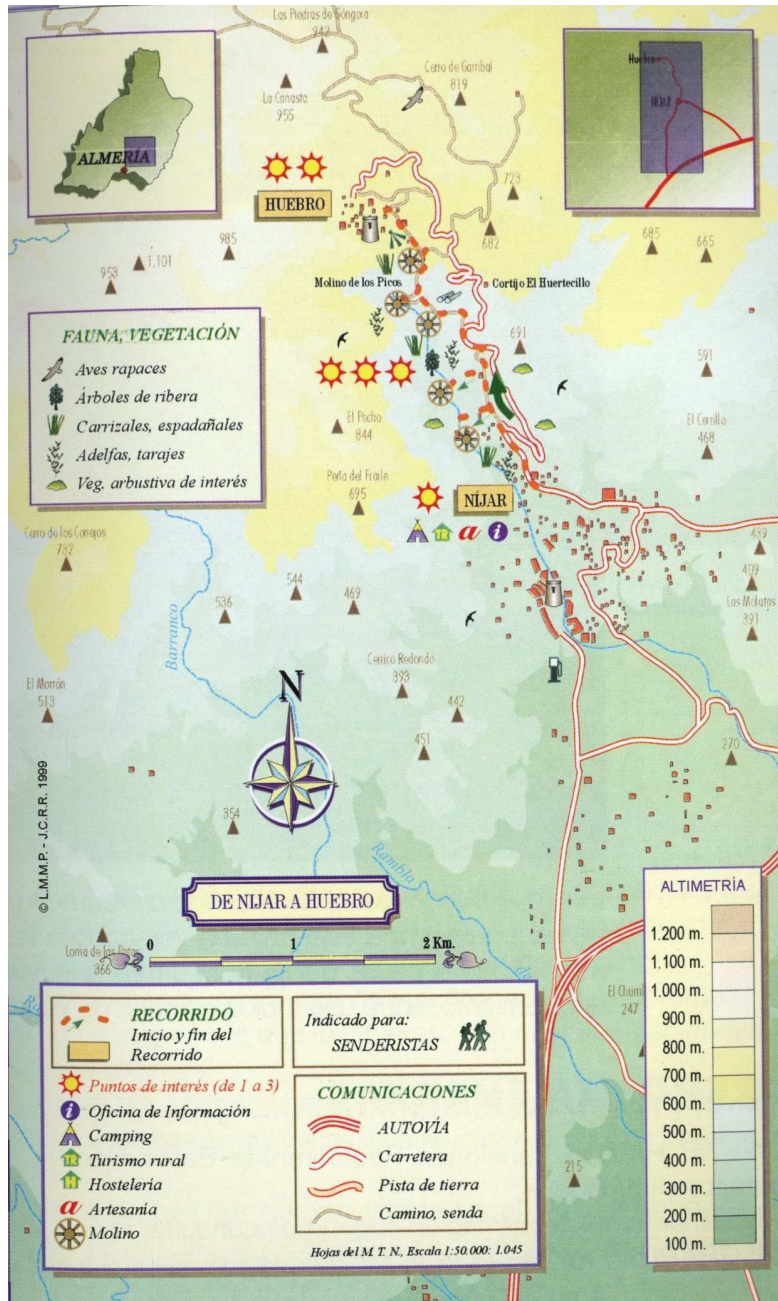 Las Piedras de Góngora
942
Cerro de Gambal
819
La Canasta
955
ALMERÍA
Huebro
NÍJAR
HUEBRO
723
682
985
1.101
953
685
665
Molino de los Picos
Cortijo El Huertecillo
FAUNA, VEGETACIÓN
Aves rapaces
Árboles de ribera
Carrizales, espadañales
Adelfas, tarajes
Veg. arbustiva de interés
691
591
El Pocho
844
El Cerrillo
468
Peña del Fraile
695
NÍJAR
TR
a
i
Cerro de los Conejos
782
439
409
Los Malatos
391
544
536
469
Barranco
Cerrico Redondo
393
El Morrón
513
N
442
451
270
354
© L.M.M.P. - J.C.R.R. 1999
Rambla
de
DE NIJAR A HUEBRO
0 1 2 Km.
Loma de las Patas
366
ALTIMETRÍA
1.200 m.
1.100 m.
1.000 m.
900 m.
800 m.
700 m.
600 m.
500 m.
400 m.
300 m.
200 m.
100 m.
247
215
RECORRIDO
Inicio y fin del
Recorrido
Indicado para:
SENDERISTAS
Puntos de interés (de 1 a 3)
i Oficina de Información
Camping
TR Turismo rural
H Hostelería
a Artesanía
Molino
COMUNICACIONES
AUTOVÍA
Carretera
Pista de tierra
Camino, senda
Hojas del M. T. N., Escala 1:50.000: 1.045